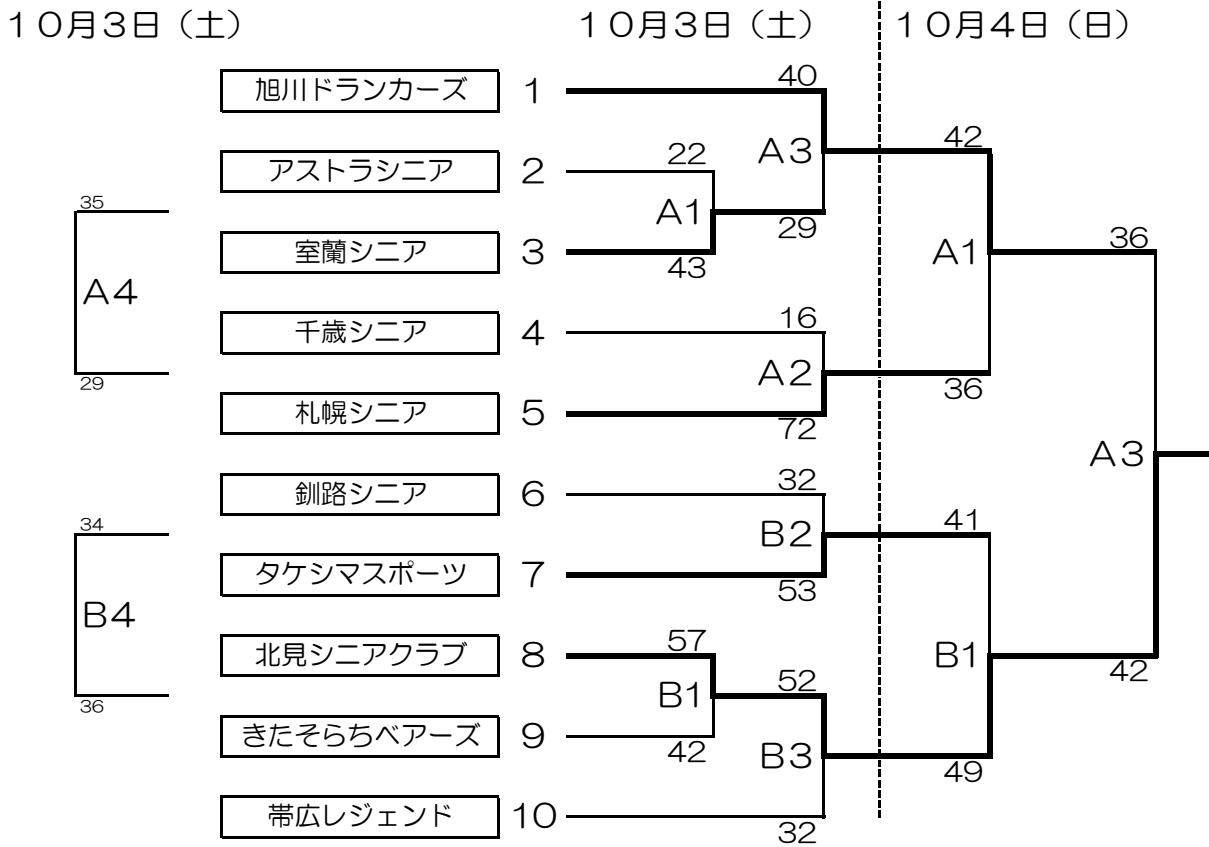 10月3日（土）
10月3日（土）
10月4日（日）
旭川ドランカーズ 1
40
アストラシニア 2
22
A3
42
35
A1
29
室蘭シニア 3
43
A1
36
A4
千歳シニア 4
16
29
A2
36
札幌シニア 5
72
A3
釧路シニア 6
32
34
B2
41
タケシマスポーツ 7
53
B4
北見シニアクラブ 8
57
B1
42
36
B1
52
きたそらちベアーズ 9
42
B3
49
帯広レジェンド 10
32